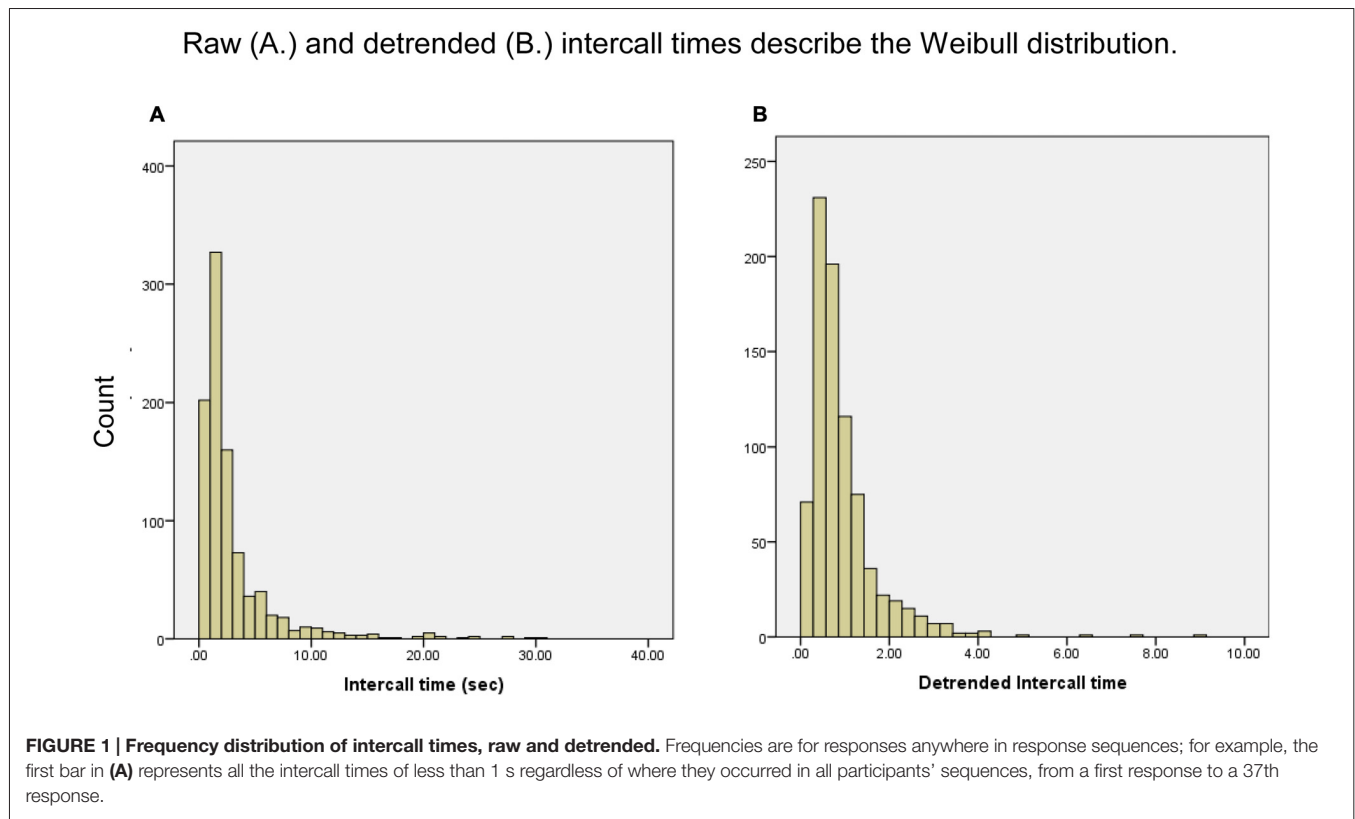 Raw (A.) and detrended (B.) intercall times describe the Weibull distribution.
A
400
300
200
100
0
Count
.00 10.00 20.00 30.00 40.00
Intercall time (sec)
B
250
200
150
100
50
0
.00 2.00 4.00 6.00 8.00 10.00
Detrended Intercall time
FIGURE 1 | Frequency distribution of intercall times, raw and detrended. Frequencies are for responses anywhere in response sequences; for example, the
first bar in (A) represents all the intercall times of less than 1 s regardless of where they occurred in all participants’ sequences, from a first response to a 37th
response.